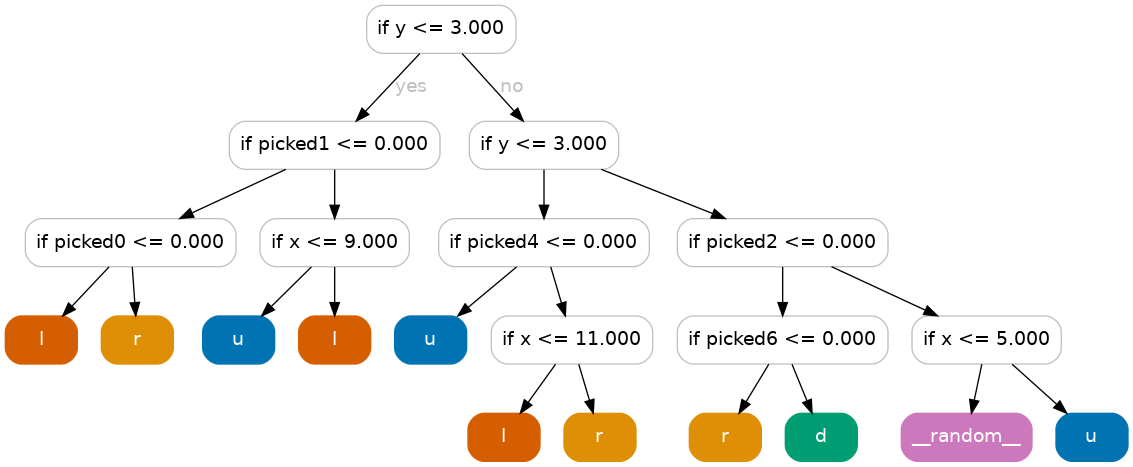 if y <= 3.000
yes
no
if picked1 <= 0.000
if y <= 3.000
if picked0 <= 0.000
if x <= 9.000
if picked4 <= 0.000
if picked2 <= 0.000
l
r
u
l
u
if x <= 11.000
if picked6 <= 0.000
if x <= 5.000
l
r
r
d
__random__
u